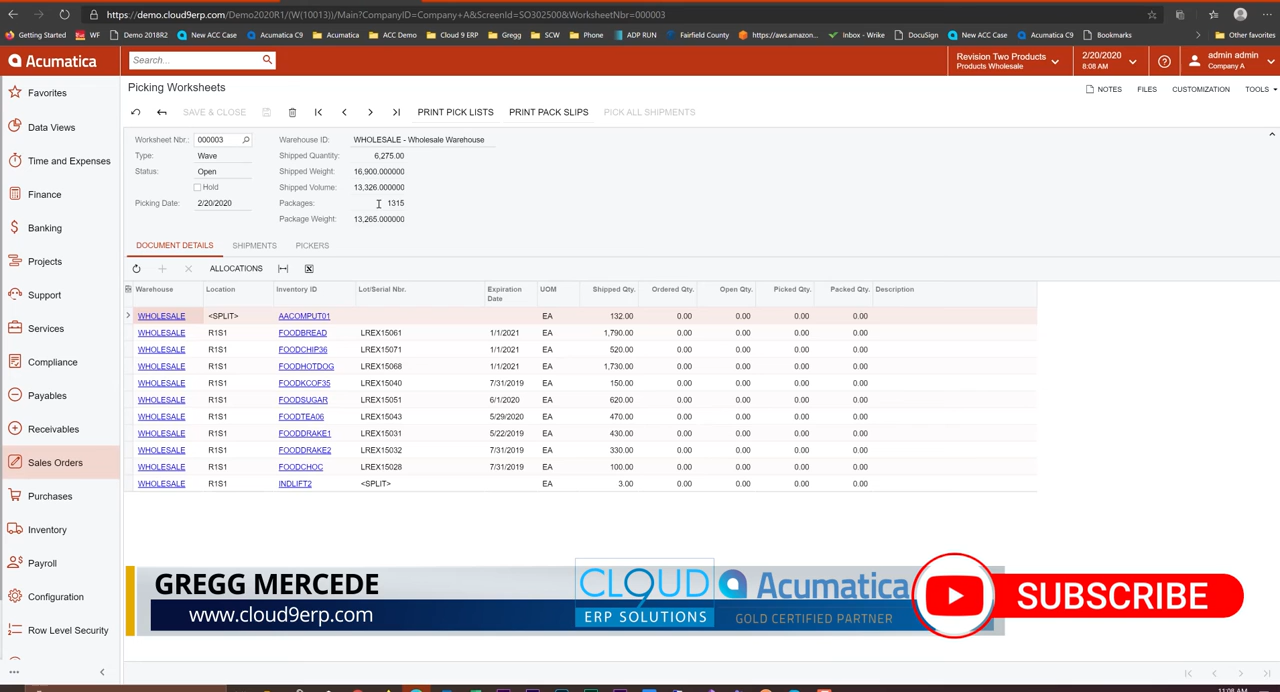 https://demo.cloud9erp.com/Demo2020R1/(W(10013))/Main?CompanyID=Company+A&ScreenId=SO302500&WorksheetNbr=000003
Getting Started WF Demo 2018R2 New ACC Case Acumatica C9 Acumatica ACC Demo Cloud 9 ERP Gregg SCW Phone ADP RUN Fairfield County https://aws.amazon... Inbox - Wrike DocuSign New ACC Case Acumatica C9 Bookmarks Other favorites
Acumatica Search... Revision Two Products 2/20/2020 admin admin
Products Wholesale 8:08 AM Company A
Favorites
Data Views
Time and Expenses
Finance
Banking
Projects
Support
Services
Compliance
Payables
Receivables
Sales Orders
Purchases
Inventory
Payroll
Configuration
Row Level Security
Picking Worksheets NOTES FILES CUSTOMIZATION TOOLS
SAVE & CLOSE PRINT PICK LISTS PRINT PACK SLIPS PICK ALL SHIPMENTS
Worksheet Nbr.: 000003 Warehouse ID: WHOLESALE - Wholesale Warehouse
Type: Wave Shipped Quantity: 6,275.00
Status: Open Shipped Weight: 16,900.000000
Hold Shipped Volume: 13,326.000000
Picking Date: 2/20/2020 Packages: 1315
Package Weight: 13,265.000000
DOCUMENT DETAILS SHIPMENTS PICKERS
ALLOCATIONS
Warehouse Location Inventory ID Lot/Serial Nbr. Expiration Date UOM Shipped Qty. Ordered Qty. Open Qty. Picked Qty. Packed Qty. Description
WHOLESALE <SPLIT> AACOMPUT01 EA 132.00 0.00 0.00 0.00 0.00
WHOLESALE R1S1 FOODBREAD LREX15061 1/1/2021 EA 1,790.00 0.00 0.00 0.00 0.00
WHOLESALE R1S1 FOODCHIP36 LREX15071 1/1/2021 EA 520.00 0.00 0.00 0.00 0.00
WHOLESALE R1S1 FOODHOTDOG LREX15068 1/1/2021 EA 1,730.00 0.00 0.00 0.00 0.00
WHOLESALE R1S1 FOODKCOF35 LREX15040 7/31/2019 EA 150.00 0.00 0.00 0.00 0.00
WHOLESALE R1S1 FOODSUGAR LREX15051 6/1/2020 EA 620.00 0.00 0.00 0.00 0.00
WHOLESALE R1S1 FOODTEA06 LREX15043 5/29/2020 EA 470.00 0.00 0.00 0.00 0.00
WHOLESALE R1S1 FOODDRAKE1 LREX15031 5/22/2019 EA 430.00 0.00 0.00 0.00 0.00
WHOLESALE R1S1 FOODDRAKE2 LREX15032 7/31/2019 EA 330.00 0.00 0.00 0.00 0.00
WHOLESALE R1S1 FOODCHOC LREX15028 7/31/2019 EA 100.00 0.00 0.00 0.00 0.00
WHOLESALE R1S1 INDLIFT2 <SPLIT> EA 3.00 0.00 0.00 0.00 0.00
GREGG MERCEDE
www.cloud9erp.com
CLOUD 9
ERP SOLUTIONS
Acumatica
GOLD CERTIFIED PARTNER
SUBSCRIBE
11:08 AM